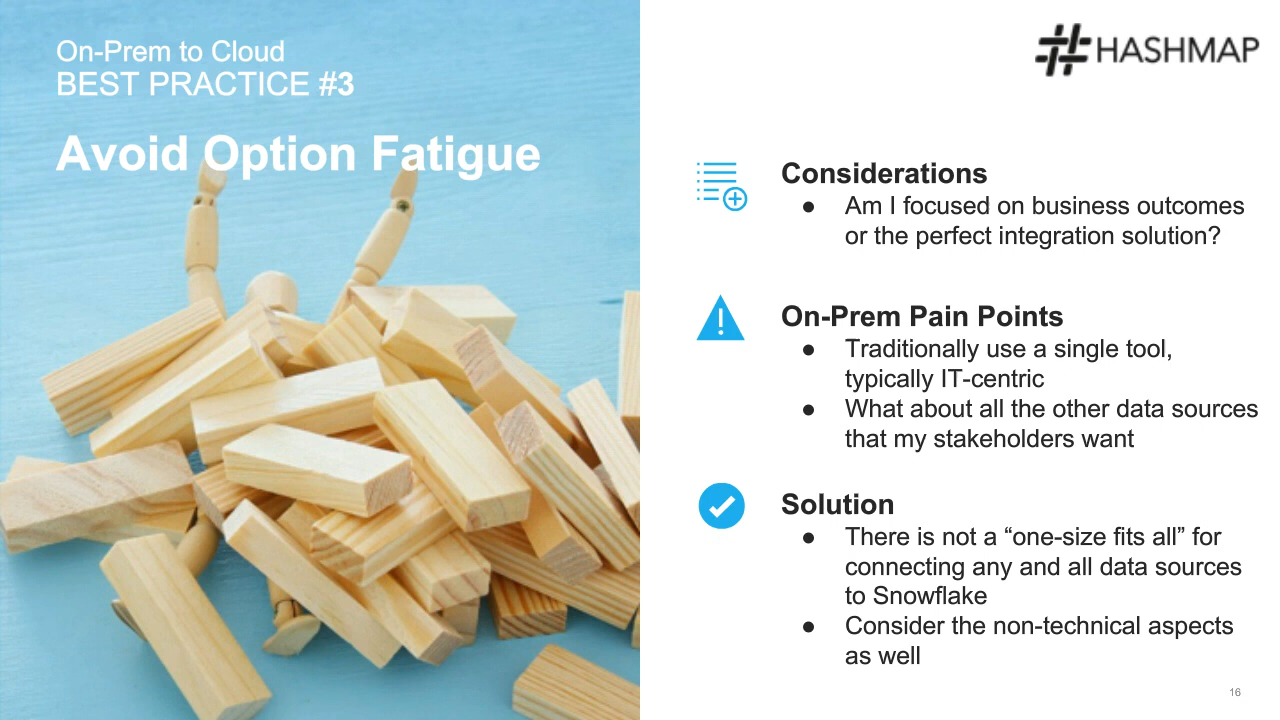 On-Prem to Cloud
BEST PRACTICE #3
Avoid Option Fatigue
HASHMAP
Considerations
● Am I focused on business outcomes
or the perfect integration solution?
On-Prem Pain Points
● Traditionally use a single tool,
typically IT-centric
● What about all the other data sources
that my stakeholders want
Solution
● There is not a “one-size fits all” for
connecting any and all data sources
to Snowflake
● Consider the non-technical aspects
as well
16